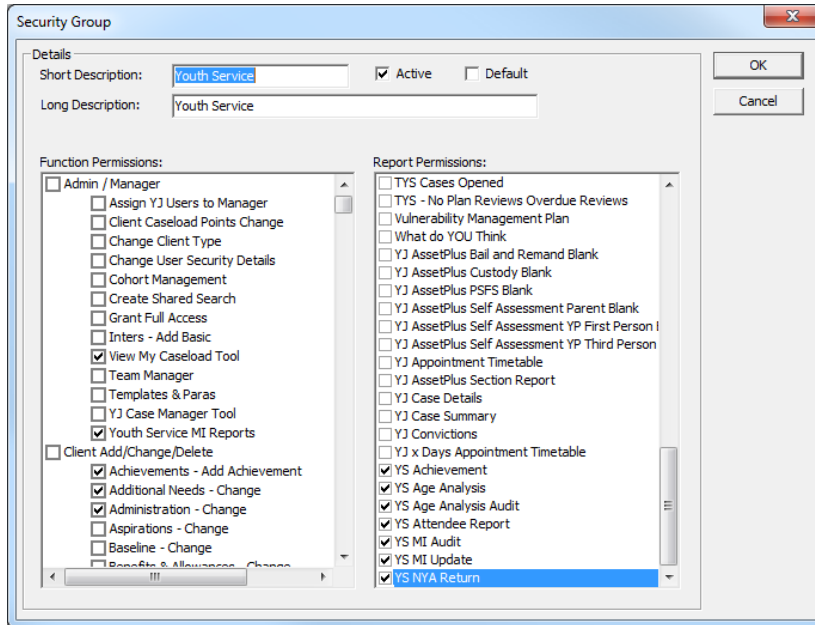 Security Group
Details
Short Description: Youth Service Active Default
OK
Long Description: Youth Service
Cancel
Function Permissions:
Admin / Manager
Assign YJ Users to Manager
Client Caseload Points Change
Change Client Type
Change User Security Details
Cohort Management
Create Shared Search
Grant Full Access
Inters - Add Basic
View My Caseload Tool
Team Manager
Templates & Paras
YJ Case Manager Tool
Youth Service MI Reports
Client Add/Change/Delete
Achievements - Add Achievement
Additional Needs - Change
Administration - Change
Aspirations - Change
Baseline - Change
Benefits & Allowances - Change
Report Permissions:
TYS Cases Opened
TYS - No Plan Reviews Overdue Reviews
Vulnerability Management Plan
What do YOU Think
YJ AssetPlus Bail and Remand Blank
YJ AssetPlus Custody Blank
YJ AssetPlus PSFS Blank
YJ AssetPlus Self Assessment Parent Blank
YJ AssetPlus Self Assessment YP First Person
YJ AssetPlus Self Assessment YP Third Person
YJ Appointment Timetable
YJ AssetPlus Section Report
YJ Case Details
YJ Case Summary
YJ Convictions
YJ x Days Appointment Timetable
YS Achievement
YS Age Analysis
YS Age Analysis Audit
YS Attendee Report
YS MI Audit
YS MI Update
YS NYA Return